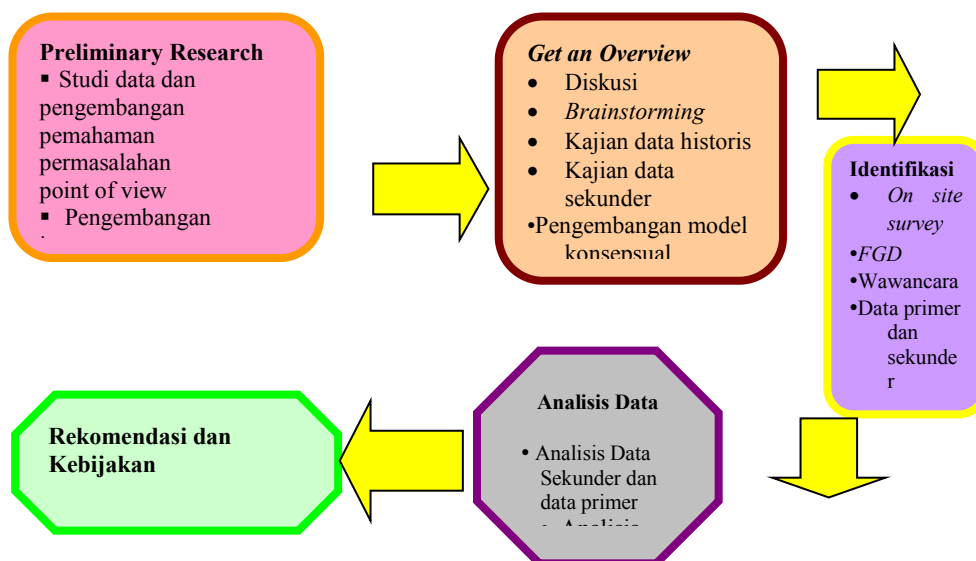 Preliminary Research
▪ Studi data dan
pengembangan
pemahaman
permasalahan
point of view
▪ Pengembangan
Get an Overview
• Diskusi
• Brainstorming
• Kajian data historis
• Kajian data
sekunder
•Pengembangan model
konsepsual
Identifikasi
• On site
survey
•FGD
•Wawancara
•Data primer
dan
sekunde
r
Analisis Data
• Analisis Data
Sekunder dan
data primer
• Analisis
Rekomendasi dan
Kebijakan